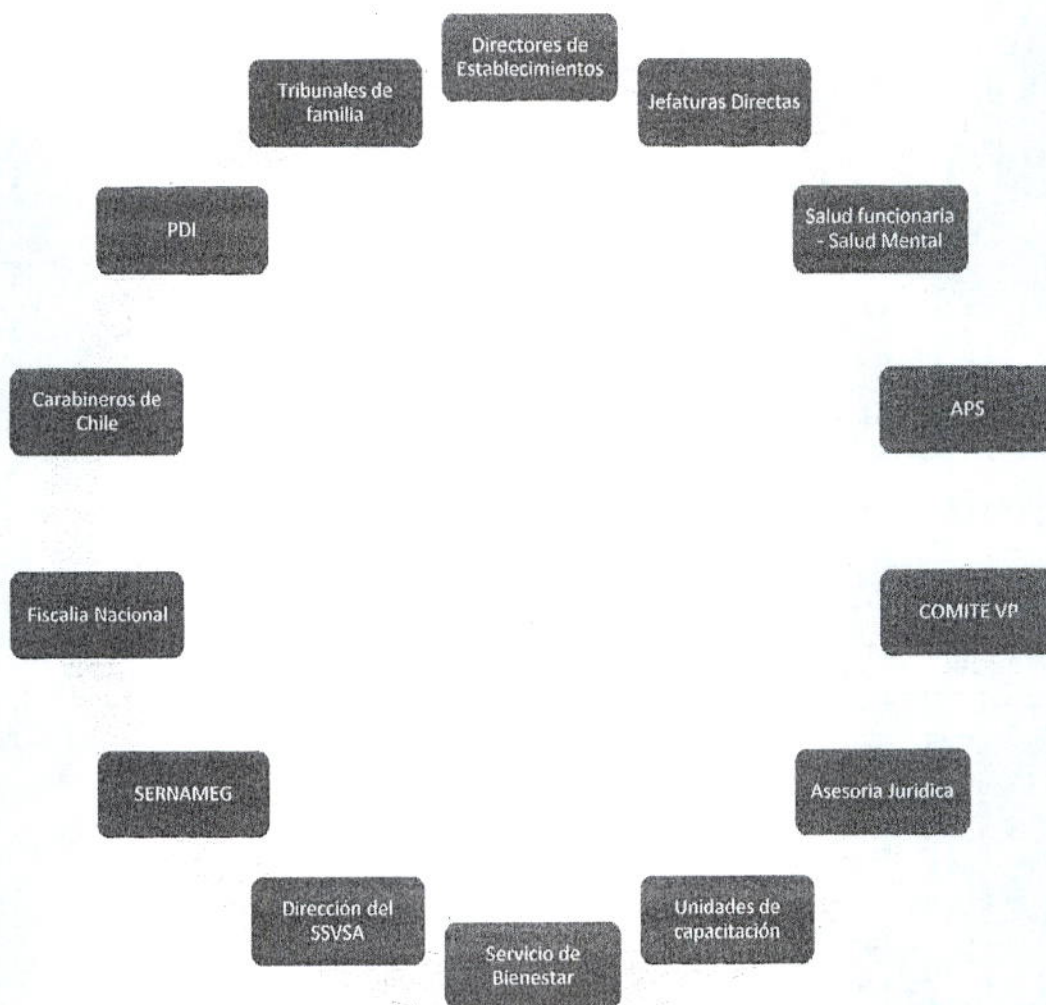 Directores de
Establecimientos
Jefaturas Directas
Salud funcionaria
- Salud Mental
APS
COMITE VP
Asesoria Jurídica
Unidades de
capacitación
Servicio de
Bienestar
Dirección del
SSVSA
SERNAMEG
Fiscalia Nacional
Carabineros de
Chile
PDI
Tribunales de
familia